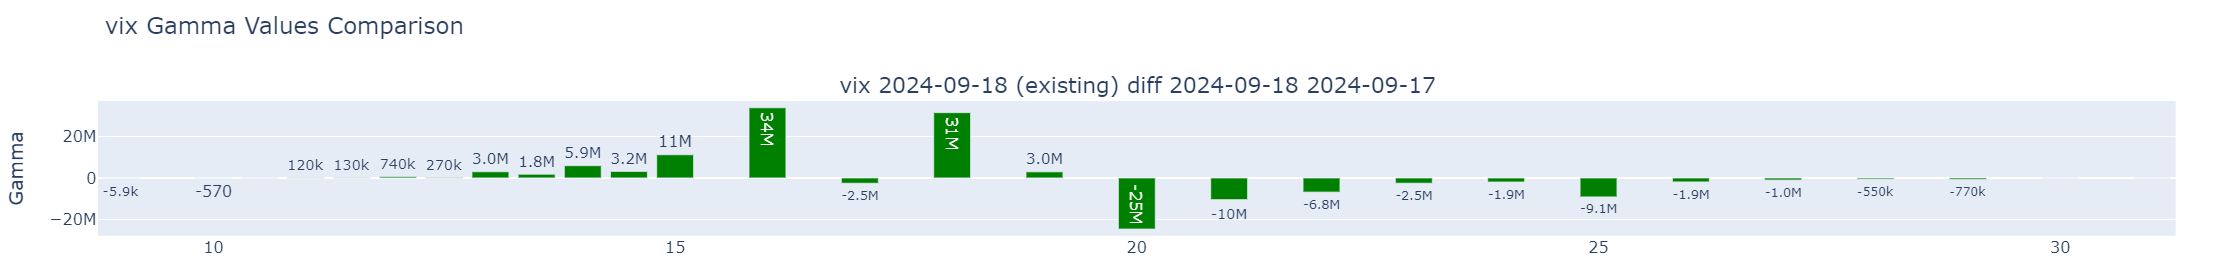 vix Gamma Values Comparison
vix 2024-09-18 (existing) diff 2024-09-18 2024-09-17
Gamma
20M
0
−20M
-5.9k
-570
120k
130k
740k
270k
3.0M
1.8M
5.9M
3.2M
11M
34M
-2.5M
31M
3.0M
-25M
-10M
-6.8M
-2.5M
-1.9M
-9.1M
-1.9M
-1.0M
-550k
-770k
10
15
20
25
30